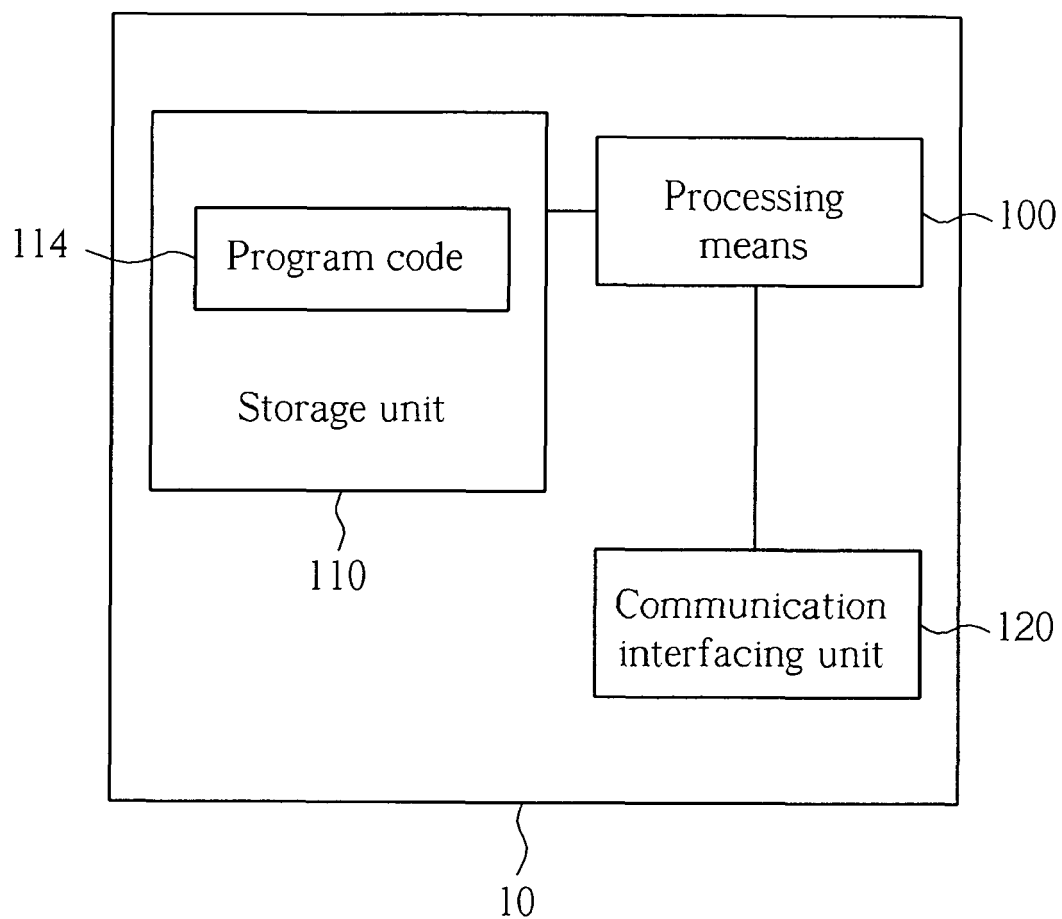 Processing
means
100
114
Program code
Storage unit
110
Communication
interfacing unit
120
10